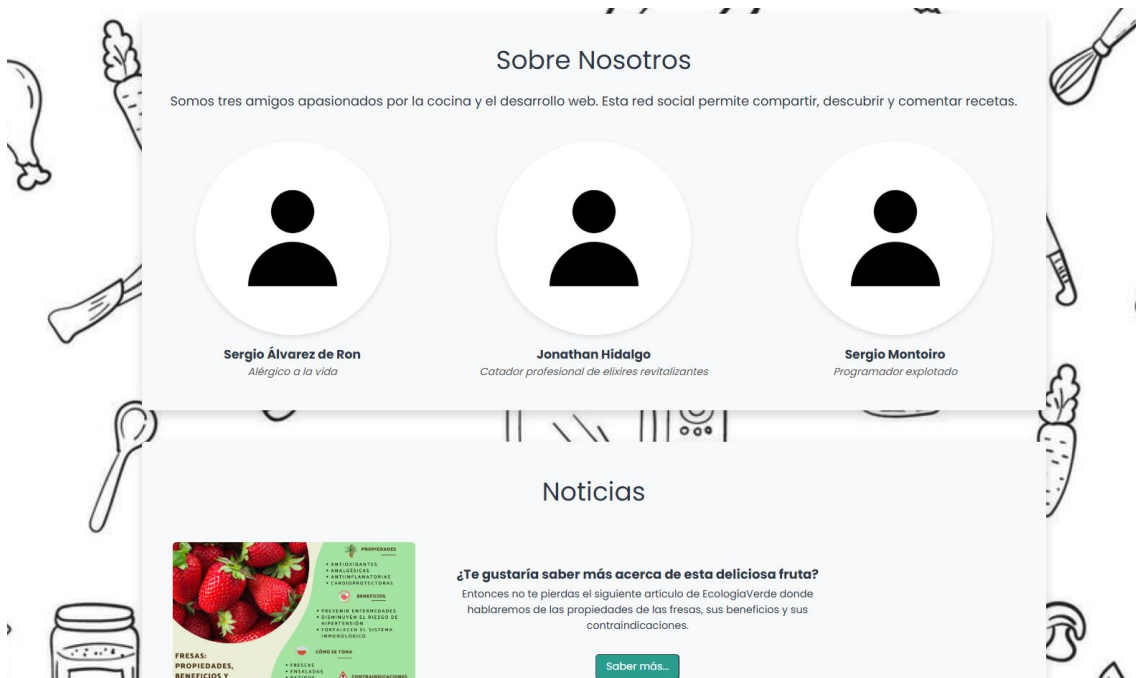 Sobre Nosotros
Somos tres amigos apasionados por la cocina y el desarrollo web. Esta red social permite compartir, descubrir y comentar recetas.
Sergio Álvarez de Ron
Alérgico a la vida
Jonathan Hidalgo
Catador profesional de elixires revitalizantes
Sergio Montoiro
Programador explotado
Noticias
PROPIEDADES
• ANTIOXIDANTES
• ANALGÉSICAS
• ANTIINFLAMATORIAS
• CARDIOPROTECTORAS
BENEFICIOS
• PREVENIR ENFERMEDADES
• DISMINUYEN EL RIESGO DE
HIPERTENSIÓN
• FORTALECEN EL SISTEMA
INMUNOLÓGICO
CÓMO SE TOMA
• FRESCAS
• ENSALADAS
• BATIDOS
CONTRAINDICACIONES
FRESAS:
PROPIEDADES,
BENEFICIOS Y
¿Te gustaría saber más acerca de esta deliciosa fruta?
Entonces no te pierdas el siguiente artículo de EcologíaVerde donde
hablaremos de las propiedades de las fresas, sus beneficios y sus
contraindicaciones.
Saber más...